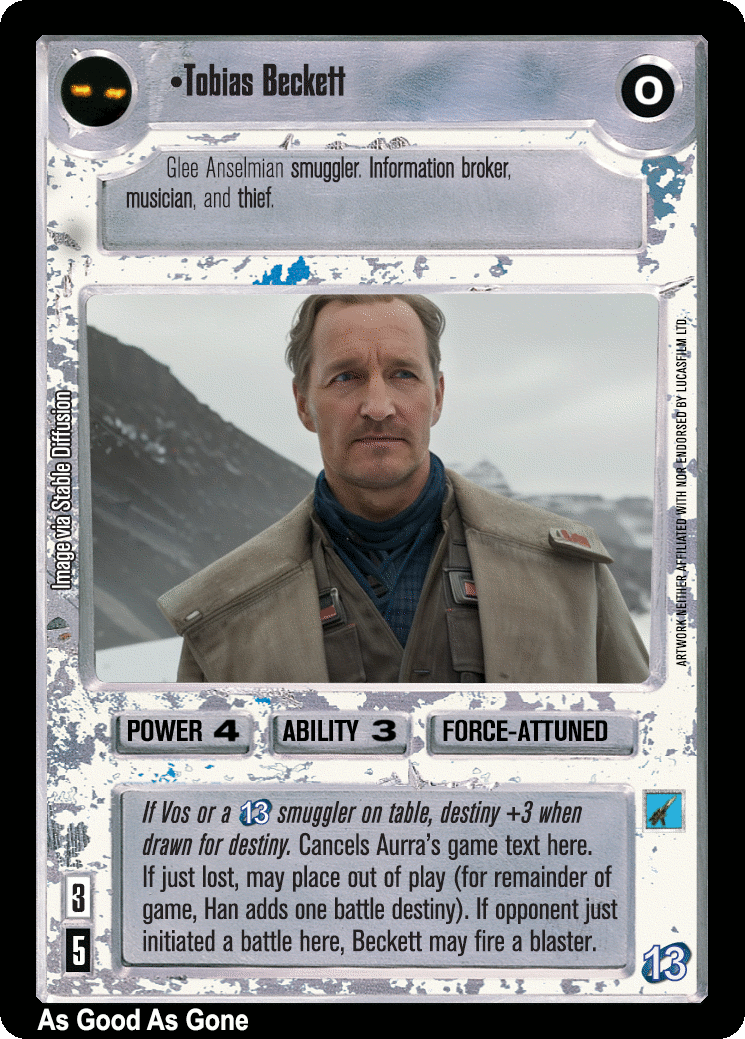 •Tobias Beckett
0
Glee Anselmian smuggler. Information broker,
musician, and thief.
Image via Stable Diffusion
ARTWORK NEITHER AFFILIATED WITH NOR ENDORSED BY LUCASFILM LTD.
POWER 4
ABILITY 3
FORCE-ATTUNED
If Vos or a 13 smuggler on table, destiny +3 when
drawn for destiny. Cancels Aurra's game text here.
If just lost, may place out of play (for remainder of
game, Han adds one battle destiny). If opponent just
initiated a battle here, Beckett may fire a blaster.
3
5
13
As Good As Gone